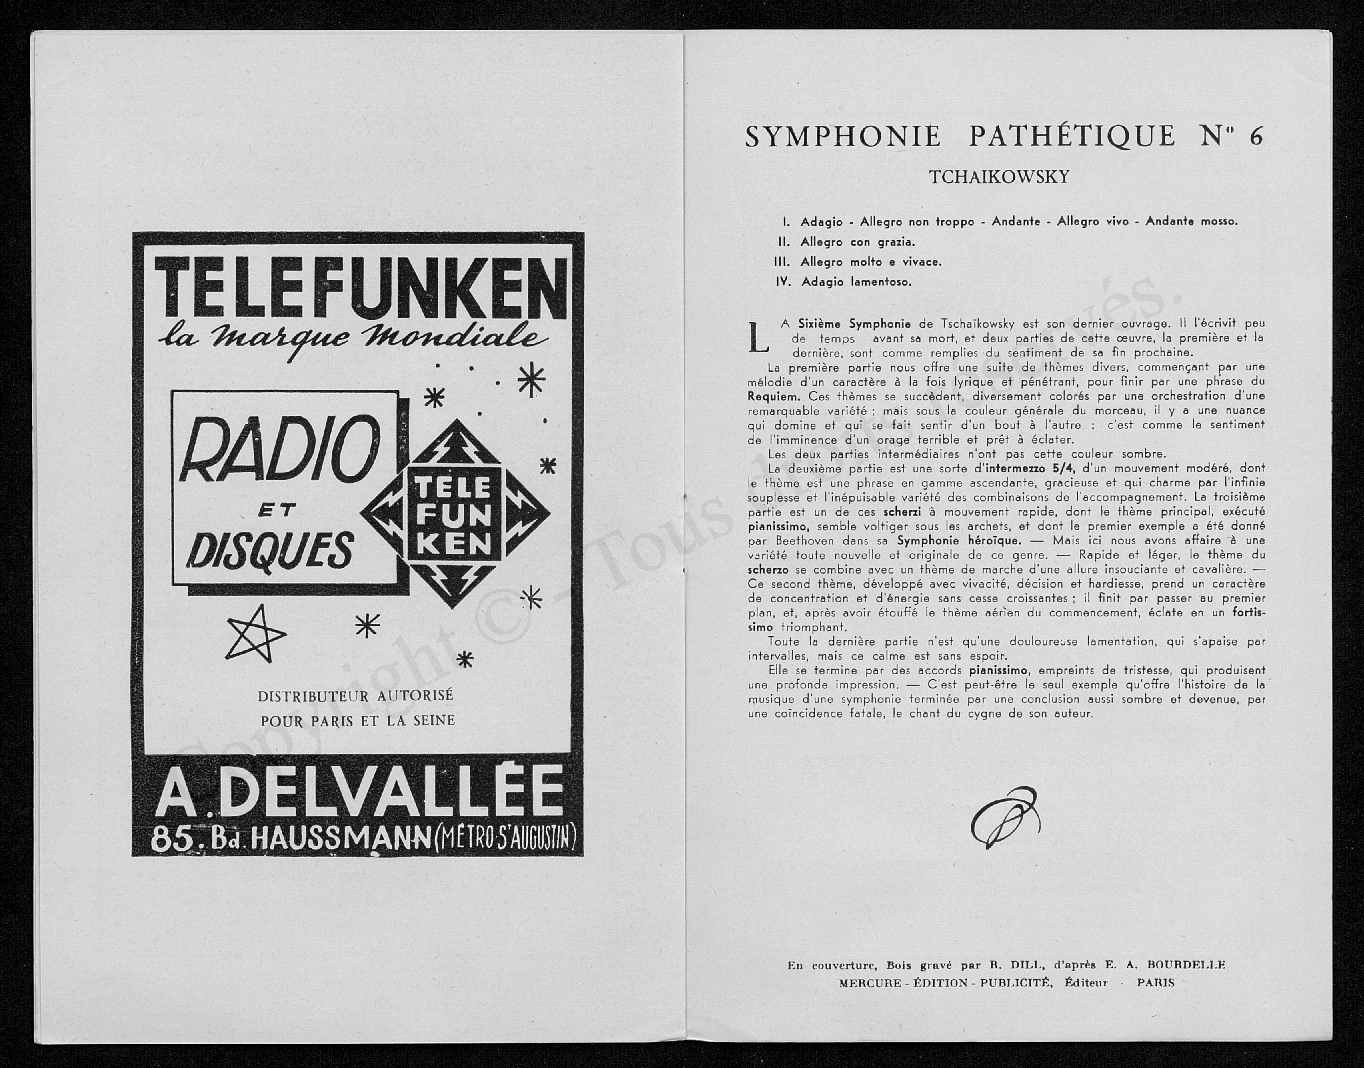 TELEFUNKEN
la Marque Mondiale
RADIO
ET
DISQUES
TELE
FUN
KEN
DISTRIBUTEUR AUTORISÉ
POUR PARIS ET LA SEINE
A. DELVALLÉE
85. Bd. HAUSSMANN (MÉTRO-St AUGUSTIN)
SYMPHONIE PATHÉTIQUE No 6
TCHAIKOWSKY
I. Adagio - Allegro non troppo - Andante - Allegro vivo - Andante mosso.
II. Allegro con grazia.
III. Allegro molto e vivace.
IV. Adagio lamentoso.
LA Sixième Symphonie de Tschaïkowsky est son dernier ouvrage. Il l'écrivit peu
de temps avant sa mort, et deux parties de cette œuvre, la première et la
dernière, sont comme remplies du sentiment de sa fin prochaine.
La première partie nous offre une suite de thèmes divers, commençant par une
mélodie d'un caractère à la fois lyrique et pénétrant, pour finir par une phrase du
Requiem. Ces thèmes se succèdent, diversement colorés par une orchestration d'une
remarquable variété ; mais sous la couleur générale du morceau, il y a une nuance
qui domine et qui se fait sentir d'un bout à l'autre : c'est comme le sentiment
de l'imminence d'un orage terrible et prêt à éclater.
Les deux parties intermédiaires n'ont pas cette couleur sombre.
La deuxième partie est une sorte d'intermezzo 5/4, d'un mouvement modéré, dont
le thème est une phrase en gamme ascendante, gracieuse et qui charme par l'infinie
souplesse et l'inépuisable variété des combinaisons de l'accompagnement. La troisième
partie est un de ces scherzi à mouvement rapide, dont le thème principal, exécuté
pianissimo, semble voltiger sous les archets, et dont le premier exemple a été donné
par Beethoven dans sa Symphonie héroïque. — Mais ici nous avons affaire à une
variété toute nouvelle et originale de ce genre. — Rapide et léger, le thème du
scherzo se combine avec un thème de marche d'une allure insouciante et cavalière. —
Ce second thème, développé avec vivacité, décision et hardiesse, prend un caractère
de concentration et d'énergie sans cesse croissantes ; il finit par passer au premier
plan, et, après avoir étouffé le thème aérien du commencement, éclate en un fortis-
simo triomphant.
Toute la dernière partie n'est qu'une douloureuse lamentation, qui s'apaise par
intervalles, mais ce calme est sans espoir.
Elle se termine par des accords pianissimo, empreints de tristesse, qui produisent
une profonde impression. — C'est peut-être le seul exemple qu'offre l'histoire de la
musique d'une symphonie terminée par une conclusion aussi sombre et devenue, par
une coïncidence fatale, le chant du cygne de son auteur.
En couverture, Bois gravé par R. DILL, d'après E. A. BOURDELLE
MERCURE - ÉDITION - PUBLICITÉ, Éditeur - PARIS
Copyright © - Tous droits réservés.